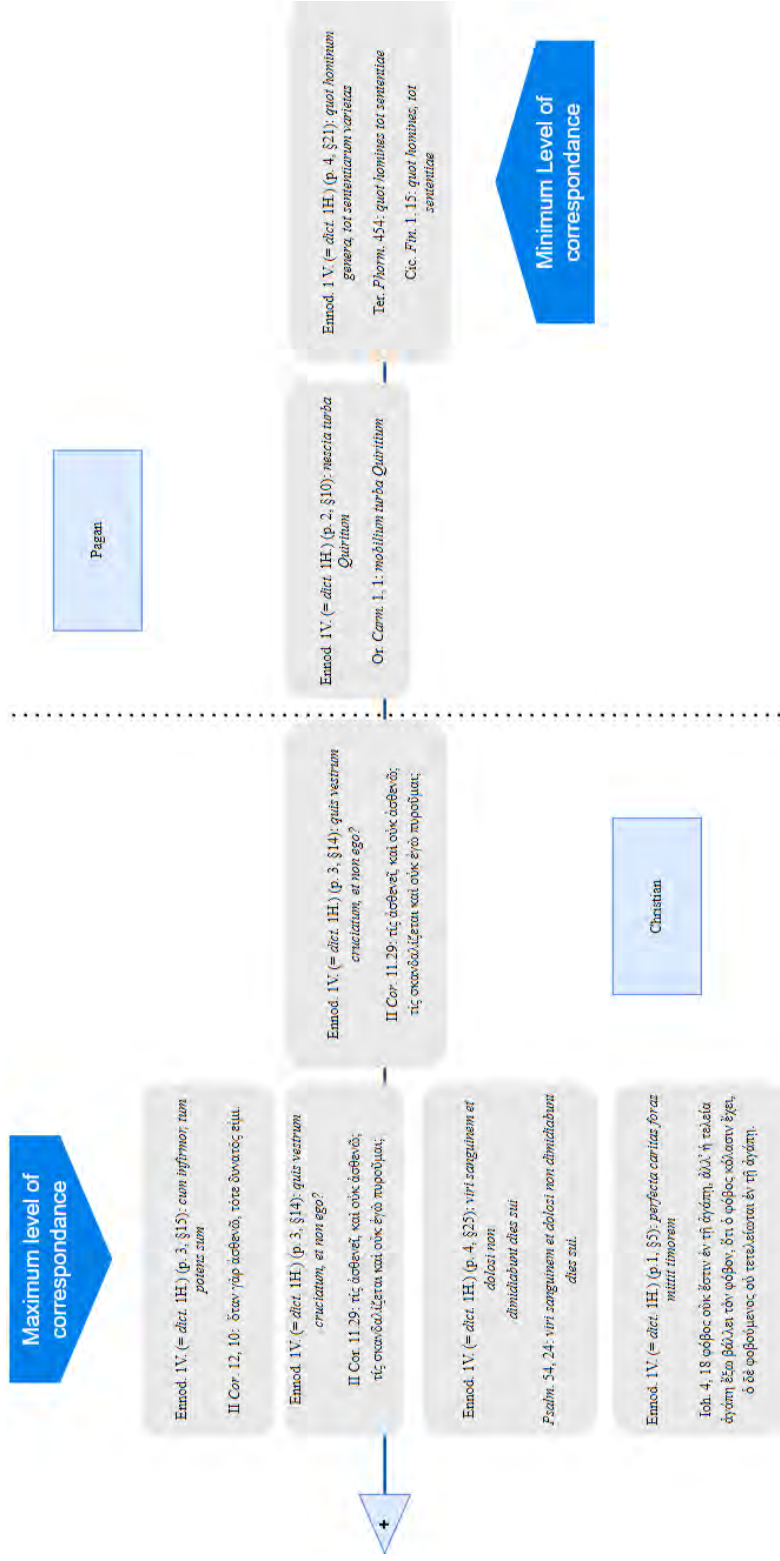 Maximum level of
correspondance
Pagan
Ennod. 1V. (= dict. 1H.) (p. 3, §15): cum infirmor, tum
potens sum
II Cor. 12, 10: ὅταν γὰρ ἀσθενῶ, τότε δυνατός εἰμι.
Ennod. 1V. (= dict. 1H.) (p. 3, §14): quis vestrum
cruciatum, et non ego?
II Cor. 11.29: τίς ἀσθενεῖ, καὶ οὐκ ἀσθενῶ;
τίς σκανδαλίζεται καὶ οὐκ ἐγὼ πυροῦμαι;
+
Ennod. 1V. (= dict. 1H.) (p. 3, §14): quis vestrum
cruciatum, et non ego?
II Cor. 11.29: τίς ἀσθενεῖ, καὶ οὐκ ἀσθενῶ;
τίς σκανδαλίζεται καὶ οὐκ ἐγὼ πυροῦμαι;
Ennod. 1V. (= dict. 1H.) (p. 2, §10): nescia turba
Quiritum
Or. Carm. 1, 1: mobilium turba Quiritium
Ennod. 1V. (= dict. 1H.) (p. 4, §21): quot hominum
genera, tot sententiarum varietas
Ter. Phorm. 454: quot homines tot sententiae
Cic. Fin. 1. 15: quot homines, tot
sententiae
Ennod. 1V. (= dict. 1H.) (p. 4, §25): viri sanguinem et
dolosi non
dimidiabunt dies sui
Psalm. 54, 24: viri sanguinem et dolosi non dimidiabunt
dies sui.
Minimum Level of
correspondance
Ennod. 1V. (= dict. 1H.) (p.1, §5): perfecta caritas foras
mittit timorem
Ioh. 4, 18 φόβος οὐκ ἔστιν ἐν τῇ ἀγάπῃ, ἀλλ' ἡ τελεία
ἀγάπη ἔξω βάλλει τὸν φόβον, ὅτι ὁ φόβος κόλασιν ἔχει,
ὁ δὲ φοβούμενος οὐ τετελείωται ἐν τῇ ἀγάπῃ.
Christian